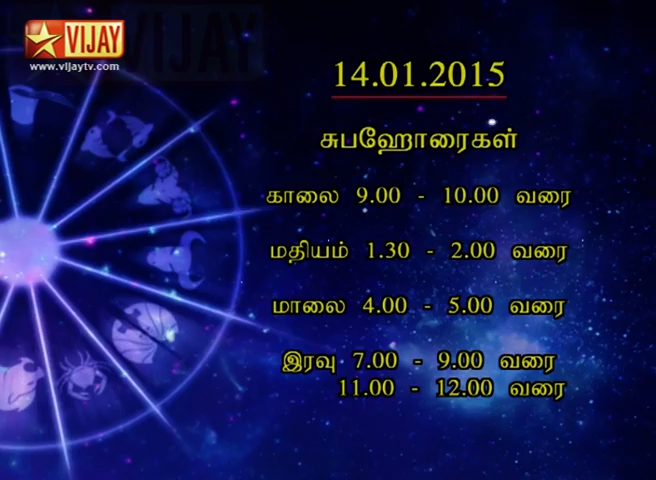 VIJAY
www.vijaytv.com
14.01.2015
சுபஹோரைகள்
காலை 9.00 - 10.00 வரை
மதியம் 1.30 - 2.00 வரை
மாலை 4.00 - 5.00 வரை
இரவு 7.00 - 9.00 வரை
11.00 - 12.00 வரை